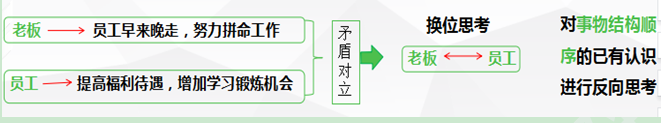 老板 → 员工早来晚走，努力拼命工作
员工 → 提高福利待遇，增加学习锻炼机会
矛盾对立
换位思考
老板 ↔ 员工
对事物结构顺
序的已有认识
进行反向思考